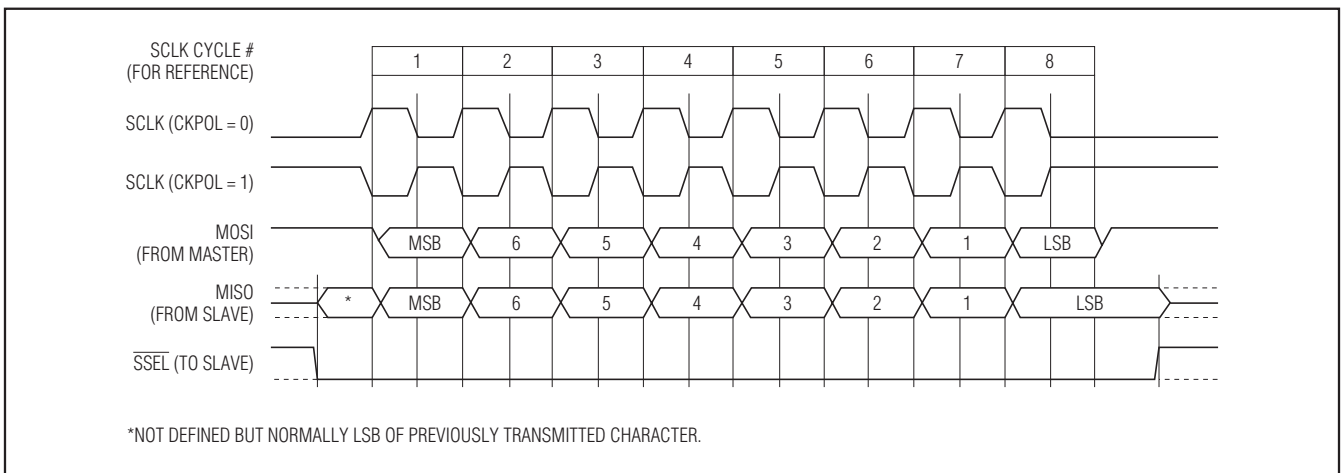 SCLK CYCLE #
(FOR REFERENCE)
1 2 3 4 5 6 7 8
SCLK (CKPOL = 0)
SCLK (CKPOL = 1)
MOSI
(FROM MASTER)
MSB 6 5 4 3 2 1 LSB
MISO
(FROM SLAVE)
* MSB 6 5 4 3 2 1 LSB
SSEL (TO SLAVE)
*NOT DEFINED BUT NORMALLY LSB OF PREVIOUSLY TRANSMITTED CHARACTER.